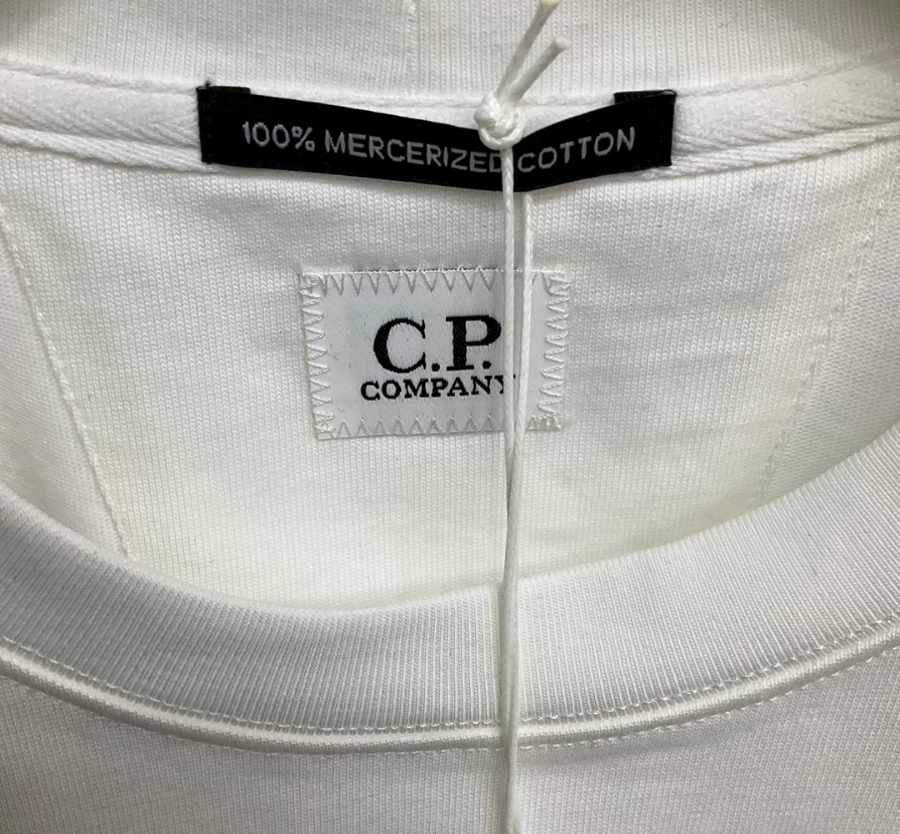 100% MERCERIZED COTTON
C.P.
COMPANY